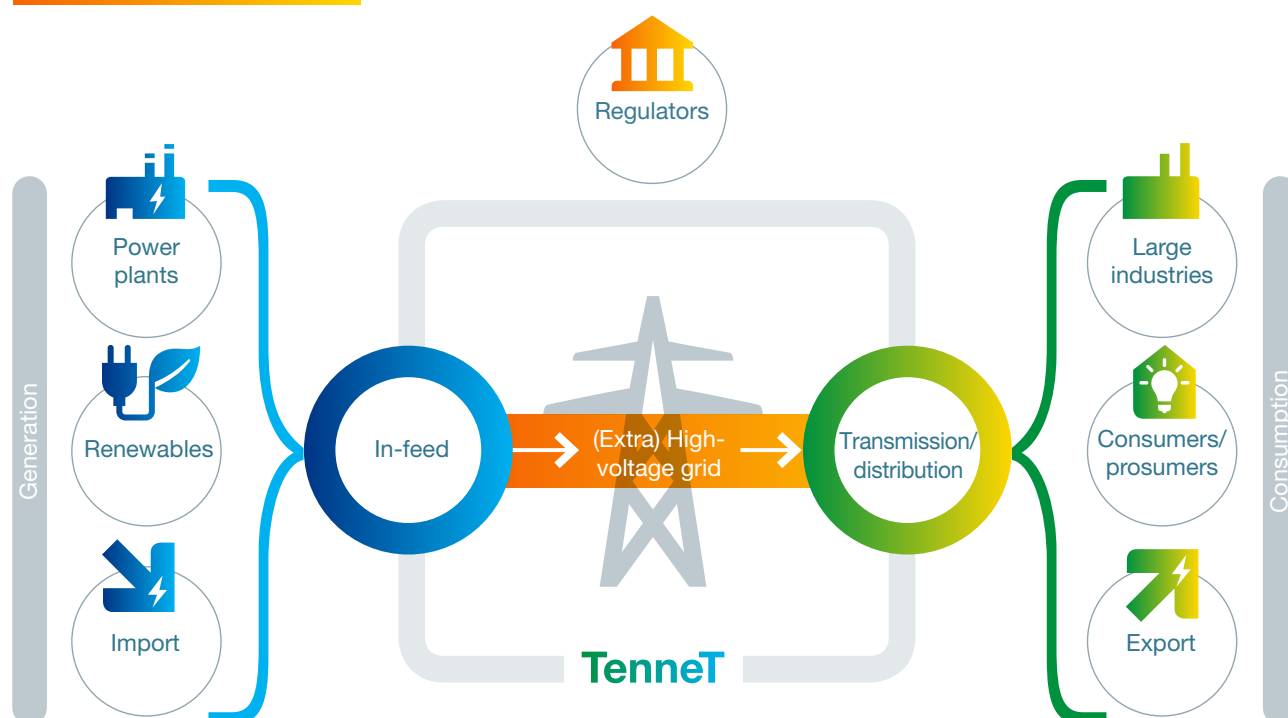 Regulators
Generation
Power
plants
Renewables
Import
In-feed
(Extra) High-
voltage grid
Transmission/
distribution
TenneT
Large
industries
Consumers/
prosumers
Export
Consumption